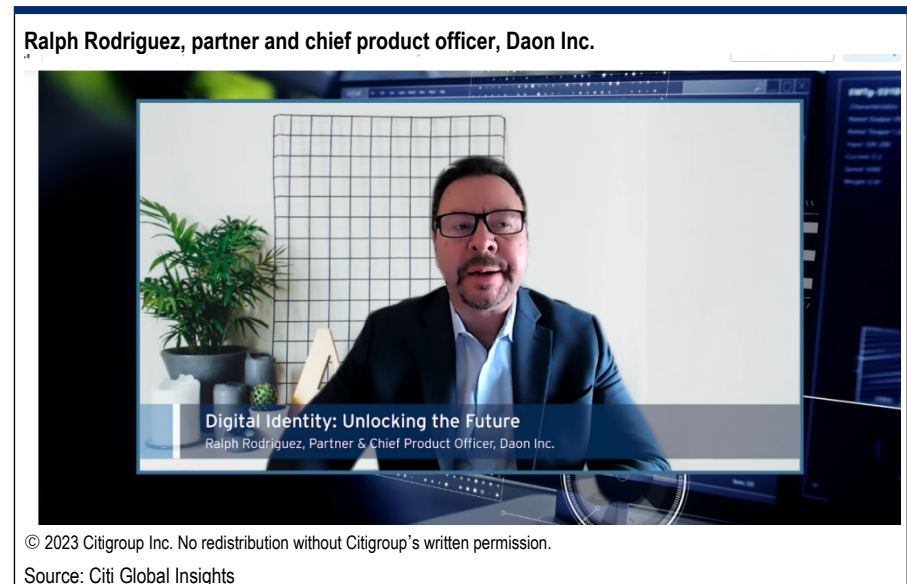 Ralph Rodriguez, partner and chief product officer, Daon Inc.
Digital Identity: Unlocking the Future
Ralph Rodriguez, Partner & Chief Product Officer, Daon Inc.
© 2023 Citigroup Inc. No redistribution without Citigroup's written permission.
Source: Citi Global Insights